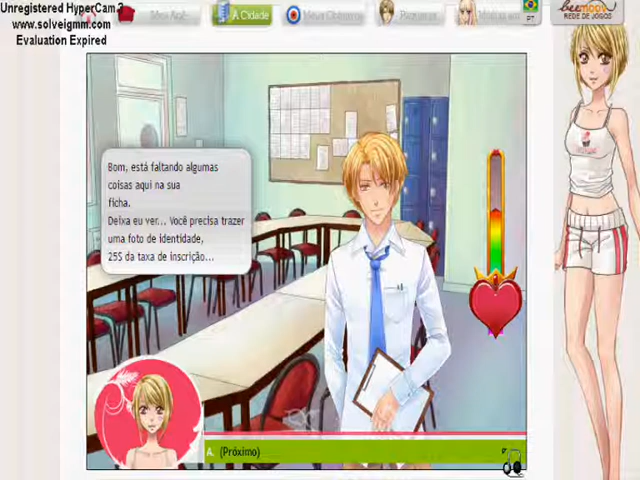 Unregistered HyperCam 2
www.solveigmm.com
Evaluation Expired
A Cidade
PT
beemoov
REDE DE JOGOS
Bom, está faltando algumas
coisas aqui na sua
ficha.
Deixa eu ver... Você precisa trazer
uma foto de identidade,
25$ da taxa de inscrição...
A. (Próximo)